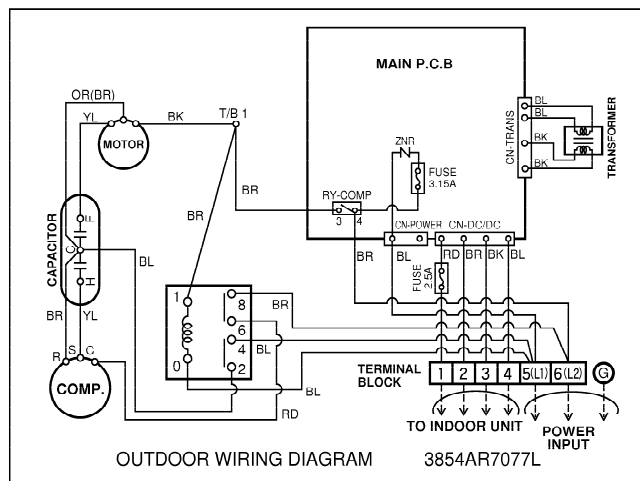 MAIN P.C.B
OR(BR)
YL
BK
T/B 1
MOTOR
ZNR
FUSE
3.15A
CN-TRANS
BL
BL
BK
BK
TRANSFORMER
BR
RY-COMP
3 4
BR
CN-POWER CN-DC/DC
CAPACITOR
F
C
H
BL
BR
BL
RD BR BK BL
FUSE
2.5A
BR YL
1
8
BR
6
BL
4
0
2
R S C
COMP.
BL
RD
TERMINAL
BLOCK
1 2 3 4 5(L1) 6(L2) G
TO INDOOR UNIT
POWER
INPUT
OUTDOOR WIRING DIAGRAM 3854AR7077L